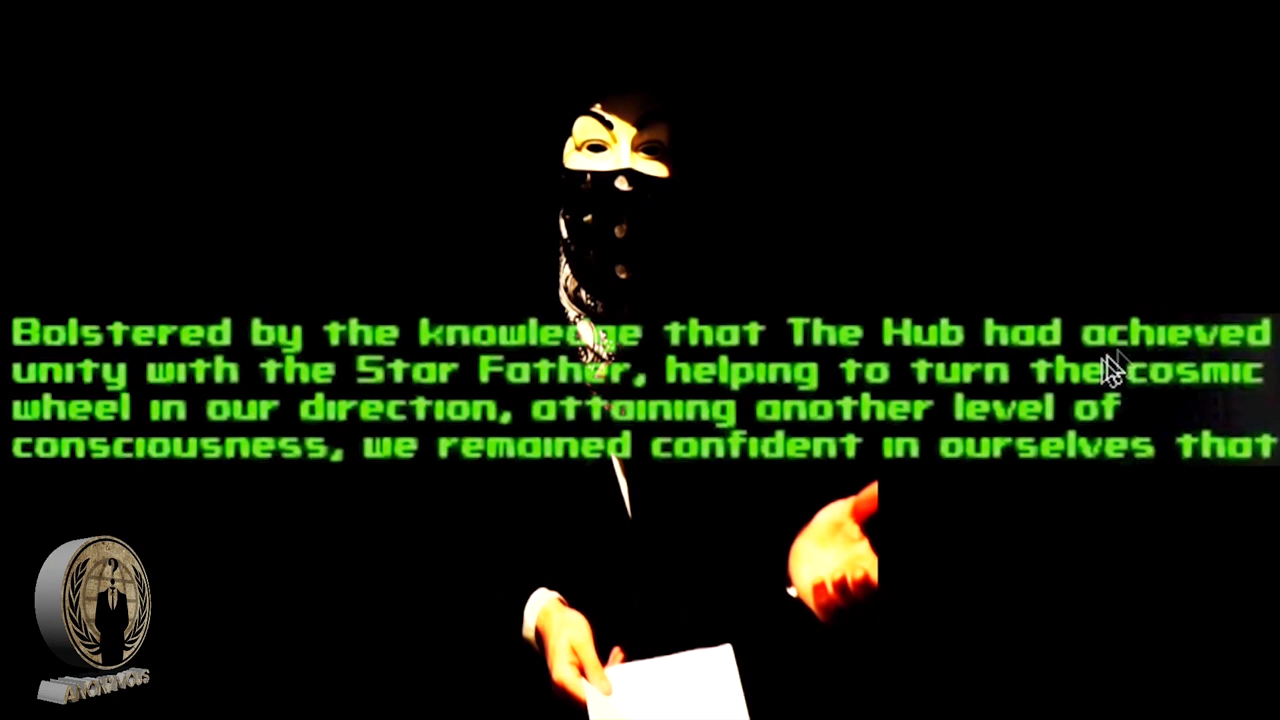 Bolstered by the knowledge that The Hub had achieved
unity with the Star Father, helping to turn the cosmic
wheel in our direction, attaining another level of
consciousness, we remained confident in ourselves that
ANONYMOUS